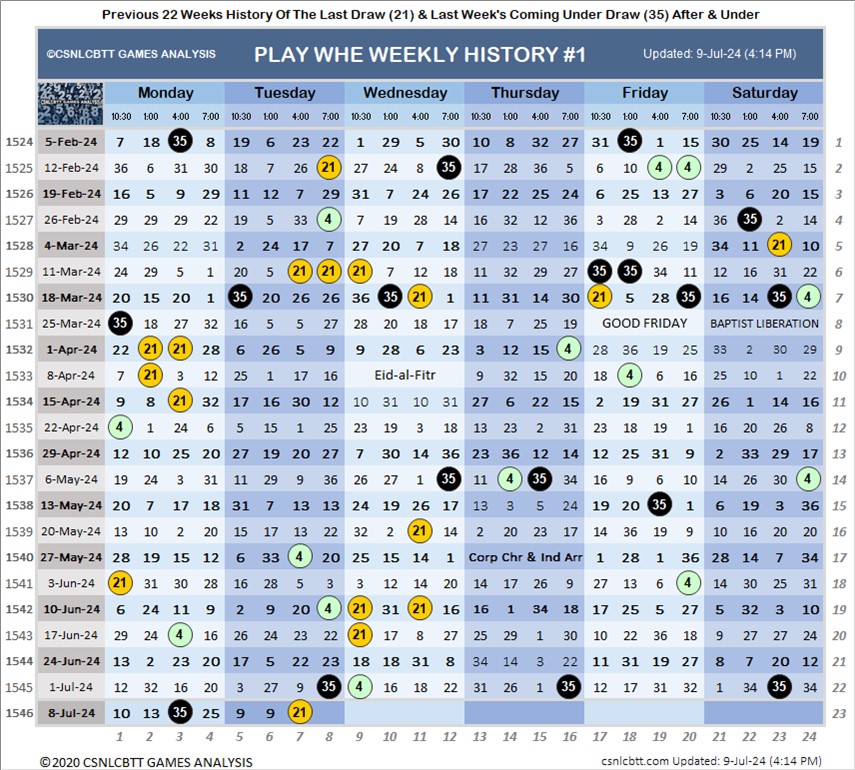 Previous 22 Weeks History Of The Last Draw (21) & Last Week's Coming Under Draw (35) After & Under
©CSNLCBTT GAMES ANALYSIS PLAY WHE WEEKLY HISTORY #1 Updated: 9-Jul-24 (4:14 PM)
CSNLCBTT GAMES ANALYSIS
Monday Tuesday Wednesday Thursday Friday Saturday
10:30 1:00 4:00 7:00 10:30 1:00 4:00 7:00 10:30 1:00 4:00 7:00 10:30 1:00 4:00 7:00 10:30 1:00 4:00 7:00 10:30 1:00 4:00 7:00
1524 5-Feb-24 7 18 35 8 19 6 23 22 1 29 5 30 10 8 32 27 31 35 1 15 30 25 14 19 1
1525 12-Feb-24 36 6 31 30 18 7 26 21 27 24 8 35 17 28 36 5 6 10 4 4 29 2 25 15 2
1526 19-Feb-24 16 5 9 29 11 12 7 29 31 7 24 26 17 22 25 24 6 25 13 27 3 6 20 15 3
1527 26-Feb-24 29 29 29 22 19 5 33 4 7 19 29 14 16 32 12 36 3 28 2 14 36 22 35 2 14 4
1528 4-Mar-24 34 26 22 31 2 24 17 7 27 20 7 18 27 23 27 16 34 9 26 19 34 11 21 10 5
1529 11-Mar-24 24 29 5 1 20 5 21 21 21 7 12 18 11 32 29 27 35 35 34 11 12 16 31 22 6
1530 18-Mar-24 20 15 20 1 35 20 26 26 36 35 21 1 11 31 14 30 21 5 28 35 16 14 35 4 7
1531 25-Mar-24 35 18 27 32 16 5 5 27 28 20 18 17 18 7 25 19 GOOD FRIDAY BAPTIST LIBERATION 8
1532 1-Apr-24 22 21 21 28 6 26 5 9 9 28 6 23 3 12 15 4 28 36 19 25 33 2 30 29 9
1533 8-Apr-24 7 21 3 12 25 1 17 16 Eid-al-Fitr 9 32 15 20 18 4 6 14 25 10 1 22 10
1534 15-Apr-24 9 8 21 32 17 16 30 12 10 31 10 31 27 6 22 15 2 19 31 27 26 1 14 16 11
1535 22-Apr-24 4 1 24 6 5 15 1 25 23 19 3 18 13 23 2 31 23 18 19 1 16 20 26 8 12
1536 29-Apr-24 12 10 25 20 27 19 20 27 7 30 14 36 23 36 12 14 12 25 31 9 2 33 29 17 13
1537 6-May-24 21 3 18 31 11 29 9 36 26 27 1 35 11 4 35 34 16 9 6 10 14 26 30 4 14
1538 13-May-24 20 7 17 18 31 7 13 13 24 19 26 17 13 3 5 24 19 20 35 1 6 19 3 36 15
1539 20-May-24 13 10 2 20 15 17 13 22 32 2 21 14 2 20 23 17 14 36 19 9 10 16 20 20 16
1540 27-May-24 28 19 15 12 6 33 4 20 25 15 14 1 Corp Chr & Ind Arr 1 28 1 36 28 14 7 34 17
1541 3-Jun-24 21 31 30 28 16 28 5 3 3 12 14 20 14 17 26 9 27 13 6 4 14 30 25 31 18
1542 10-Jun-24 6 24 11 9 2 9 20 4 21 31 21 16 16 1 34 18 17 25 5 27 5 32 3 10 19
1543 17-Jun-24 29 24 4 16 26 24 23 22 21 17 8 27 25 29 1 30 10 22 36 18 9 27 27 24 20
1544 24-Jun-24 13 2 23 20 17 5 22 23 18 18 31 8 34 14 3 22 11 31 19 27 8 7 20 12 21
1545 1-Jul-24 12 32 16 20 3 27 9 35 4 16 18 22 31 26 1 35 12 17 31 32 1 34 35 34 22
1546 8-Jul-24 10 13 35 25 9 9 21 23
1 2 3 4 5 6 7 8 9 10 11 12 13 14 15 16 17 18 19 20 21 22 23 24
©2020 CSNLCBTT GAMES ANALYSIS csnlcbtt.com Updated: 9-Jul-24 (4:14 PM)